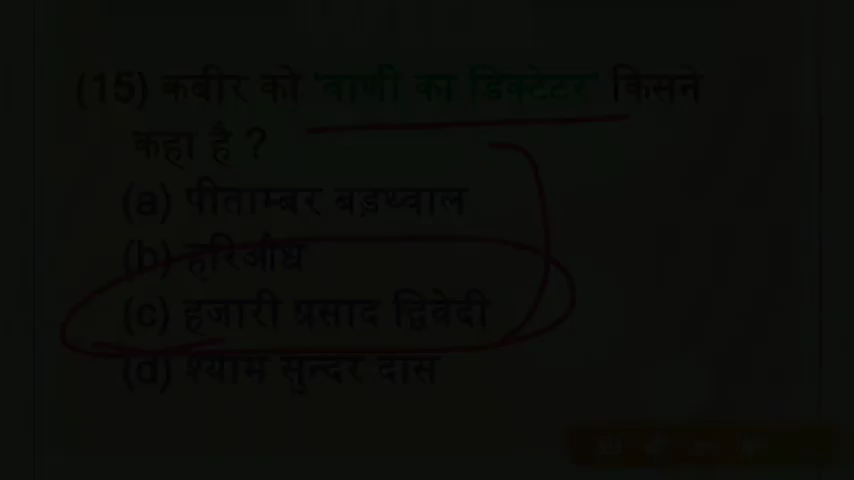 (15) कबीर को 'वाणी का डिक्टेटर' किसने
कहा है ?
(a) पीताम्बर बड़थ्वाल
(b) हरिऔध
(c) हजारी प्रसाद द्विवेदी
(d) श्याम सुन्दर दास